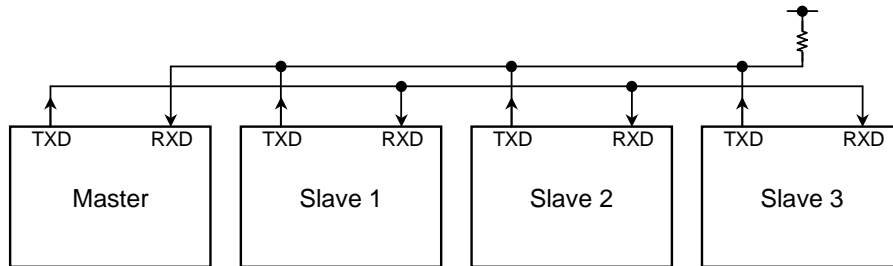 TXD RXD TXD RXD TXD RXD TXD RXD
Master Slave 1 Slave 2 Slave 3